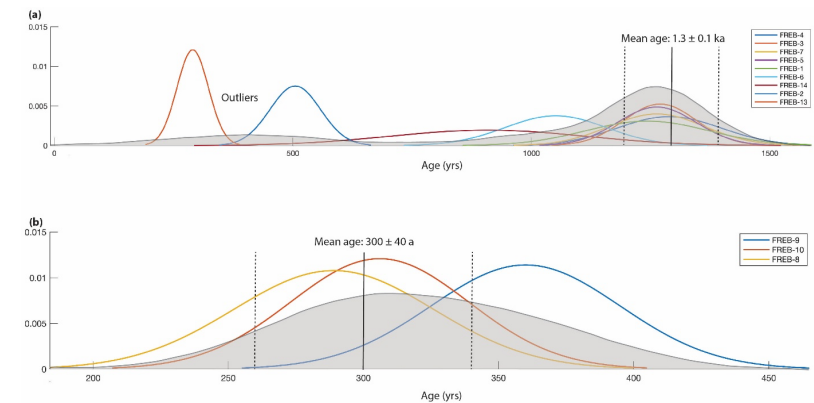 (a)
0.015
0.01
0.005
0
Mean age: 1.3 ± 0.1 ka
Outliers
FREB-4
FREB-3
FREB-7
FREB-5
FREB-1
FREB-6
FREB-14
FREB-2
FREB-13
0 500 1000 1500
Age (yrs)
(b)
0.015
0.01
0.005
0
Mean age: 300 ± 40 a
FREB-9
FREB-10
FREB-8
200 250 300 350 400 450
Age (yrs)